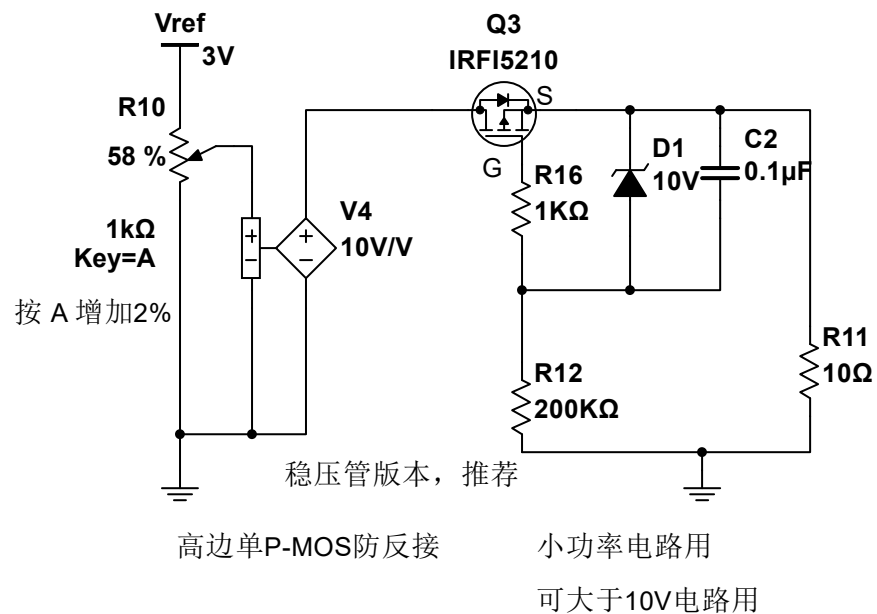 Vref
3V
R10
58 %
1kΩ
Key=A
按 A 增加2%
V4
10V/V
Q3
IRFI5210
S
G
R16
1KΩ
D1
10V
C2
0.1µF
R12
200KΩ
R11
10Ω
稳压管版本，推荐
高边单P-MOS防反接
小功率电路用
可大于10V电路用